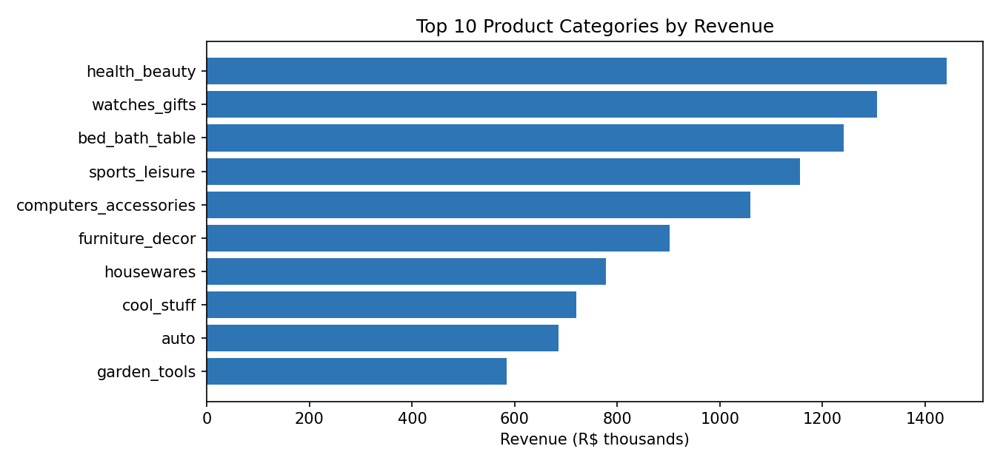 Top 10 Product Categories by Revenue
health_beauty
watches_gifts
bed_bath_table
sports_leisure
computers_accessories
furniture_decor
housewares
cool_stuff
auto
garden_tools
0 200 400 600 800 1000 1200 1400
Revenue (R$ thousands)